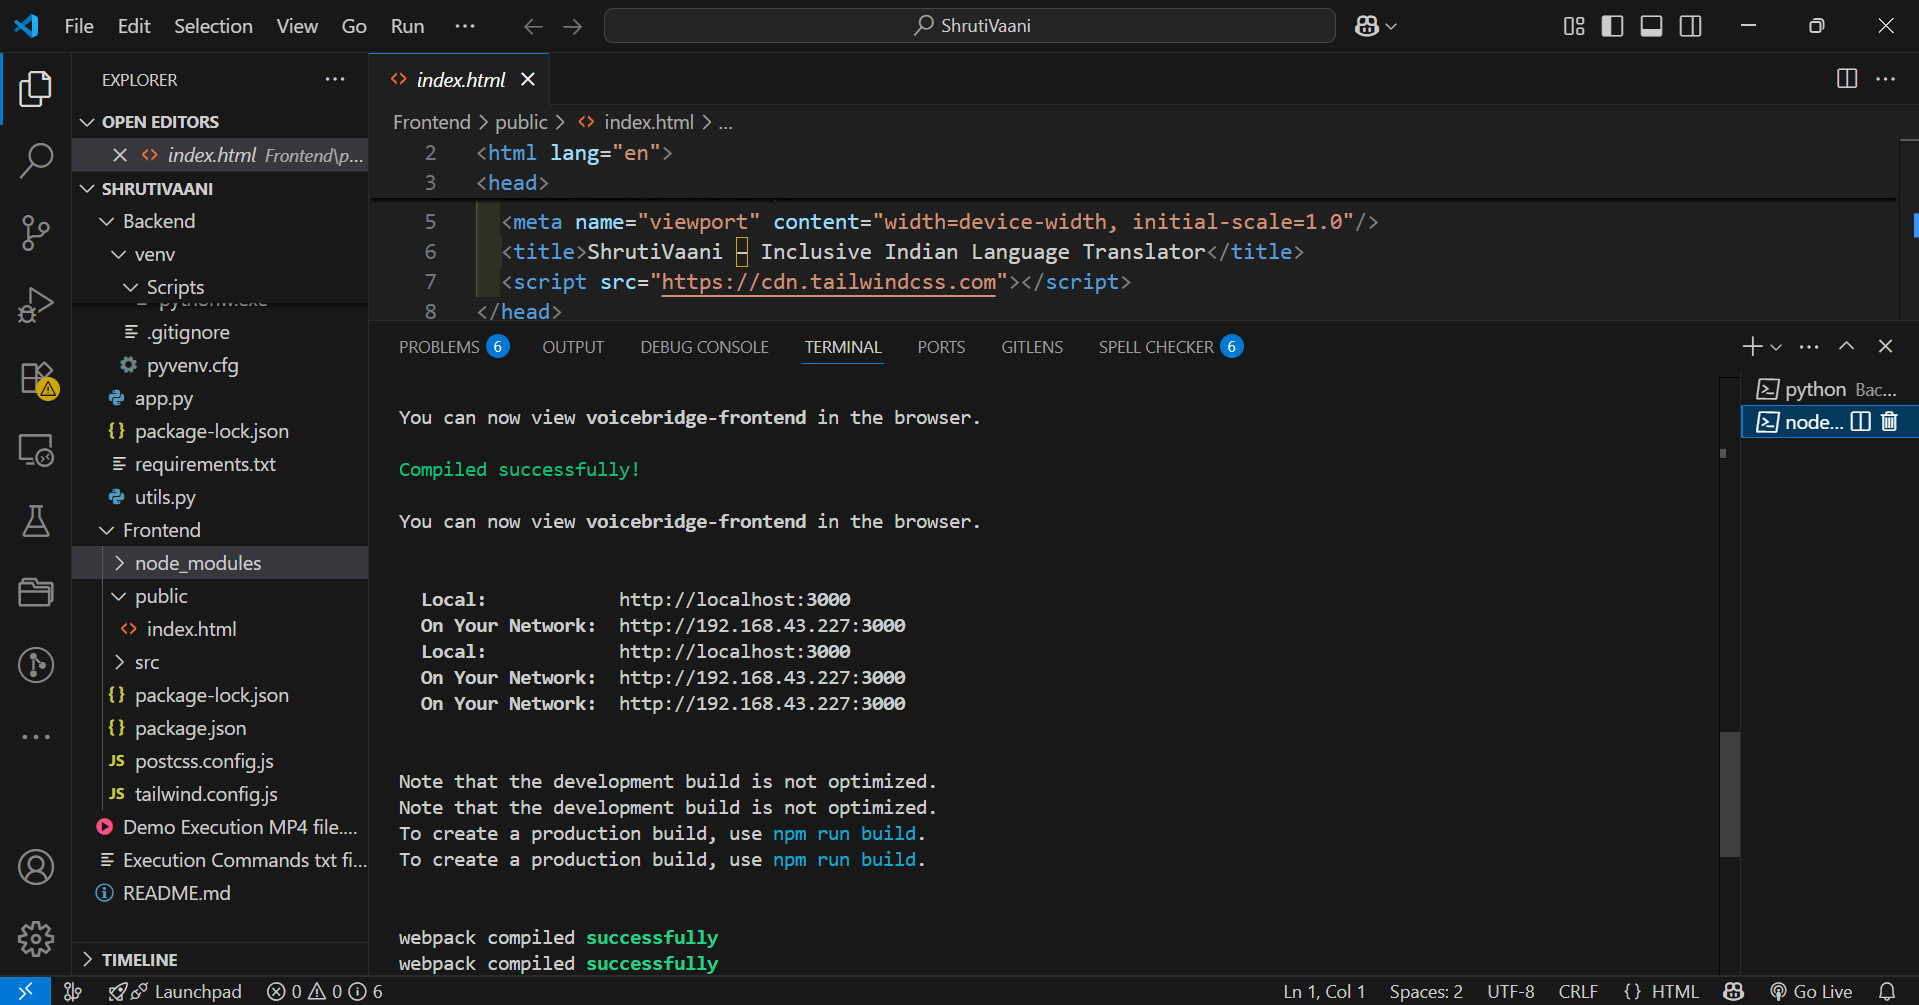 File Edit Selection View Go Run ···
ShrutiVaani
EXPLORER
OPEN EDITORS
index.html Frontend\p...
SHRUTIVAANI
Backend
venv
Scripts
.gitignore
pyvenv.cfg
app.py
package-lock.json
requirements.txt
utils.py
Frontend
node_modules
public
index.html
src
package-lock.json
package.json
JS postcss.config.js
JS tailwind.config.js
Demo Execution MP4 file....
Execution Commands txt fi...
README.md
TIMELINE
index.html
Frontend > public > <> index.html > ...
2 <html lang="en">
3 <head>
5 <meta name="viewport" content="width=device-width, initial-scale=1.0"/>
6 <title>ShrutiVaani – Inclusive Indian Language Translator</title>
7 <script src="https://cdn.tailwindcss.com"></script>
8 </head>
PROBLEMS 6 OUTPUT DEBUG CONSOLE TERMINAL PORTS GITLENS SPELL CHECKER 6
You can now view voicebridge-frontend in the browser.
Compiled successfully!
You can now view voicebridge-frontend in the browser.
Local: http://localhost:3000
On Your Network: http://192.168.43.227:3000
Local: http://localhost:3000
On Your Network: http://192.168.43.227:3000
On Your Network: http://192.168.43.227:3000
Note that the development build is not optimized.
Note that the development build is not optimized.
To create a production build, use npm run build.
To create a production build, use npm run build.
webpack compiled successfully
webpack compiled successfully
python Bac...
node...
Launchpad 0 0 6 Ln 1, Col 1 Spaces: 2 UTF-8 CRLF {} HTML Go Live